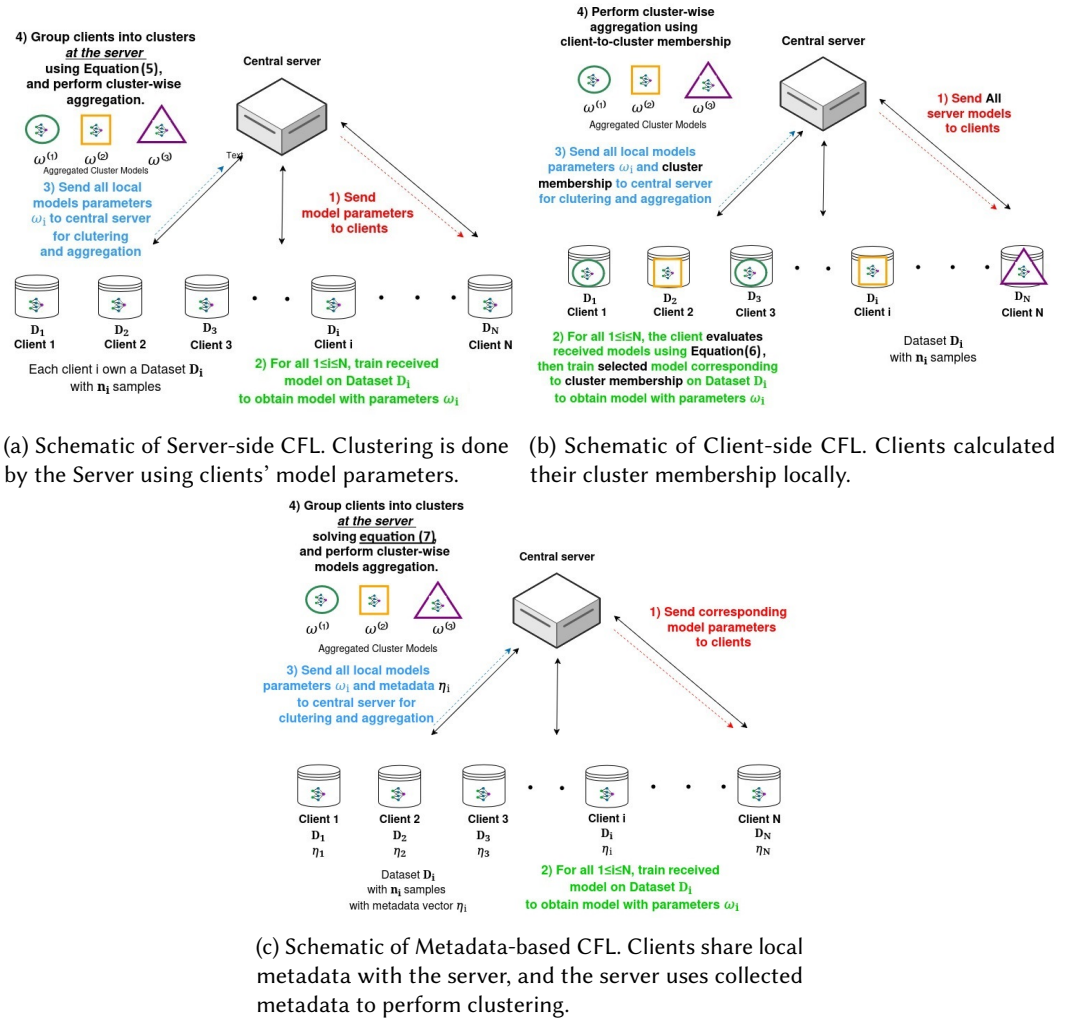 4) Group clients into clusters
at the server
using Equation(5),
and perform cluster-wise
aggregation.
ω⁽¹⁾ ω⁽²⁾ ω⁽³⁾
Aggregated Cluster Models
Central server
Text
3) Send all local
models parameters
ωᵢ to central server
for clutering
and aggregation
1) Send
model parameters
to clients
D₁ D₂ D₃ Dᵢ D_N
Client 1 Client 2 Client 3 Client i Client N
Each client i own a Dataset Dᵢ
with nᵢ samples
2) For all 1≤i≤N, train received
model on Dataset Dᵢ
to obtain model with parameters ωᵢ
(a) Schematic of Server-side CFL. Clustering is done
by the Server using clients' model parameters.
4) Perform cluster-wise
aggregation using
client-to-cluster membership
ω⁽¹⁾ ω⁽²⁾ ω⁽³⁾
Aggregated Cluster Models
Central server
1) Send All
server models
to clients
3) Send all local models
parameters ωᵢ and cluster
membership to central server
for clutering and aggregation
D₁ D₂ D₃ Dᵢ D_N
Client 1 Client 2 Client 3 Client i Client N
2) For all 1≤i≤N, the client evaluates
received models using Equation(6),
then train selected model corresponding
to cluster membership on Dataset Dᵢ
to obtain model with parameters ωᵢ
Dataset Dᵢ
with nᵢ samples
(b) Schematic of Client-side CFL. Clients calculated
their cluster membership locally.
4) Group clients into clusters
at the server
solving equation (7),
and perform cluster-wise
models aggregation.
ω⁽¹⁾ ω⁽²⁾ ω⁽³⁾
Aggregated Cluster Models
Central server
1) Send corresponding
model parameters
to clients
3) Send all local models
parameters ωᵢ and metadata ηᵢ
to central server for
clutering and aggregation
Client 1 Client 2 Client 3 Client i Client N
D₁ D₂ D₃ Dᵢ D_N
η₁ η₂ η₃ ηᵢ η_N
Dataset Dᵢ
with nᵢ samples
with metadata vector ηᵢ
2) For all 1≤i≤N, train received
model on Dataset Dᵢ
to obtain model with parameters ωᵢ
(c) Schematic of Metadata-based CFL. Clients share local
metadata with the server, and the server uses collected
metadata to perform clustering.